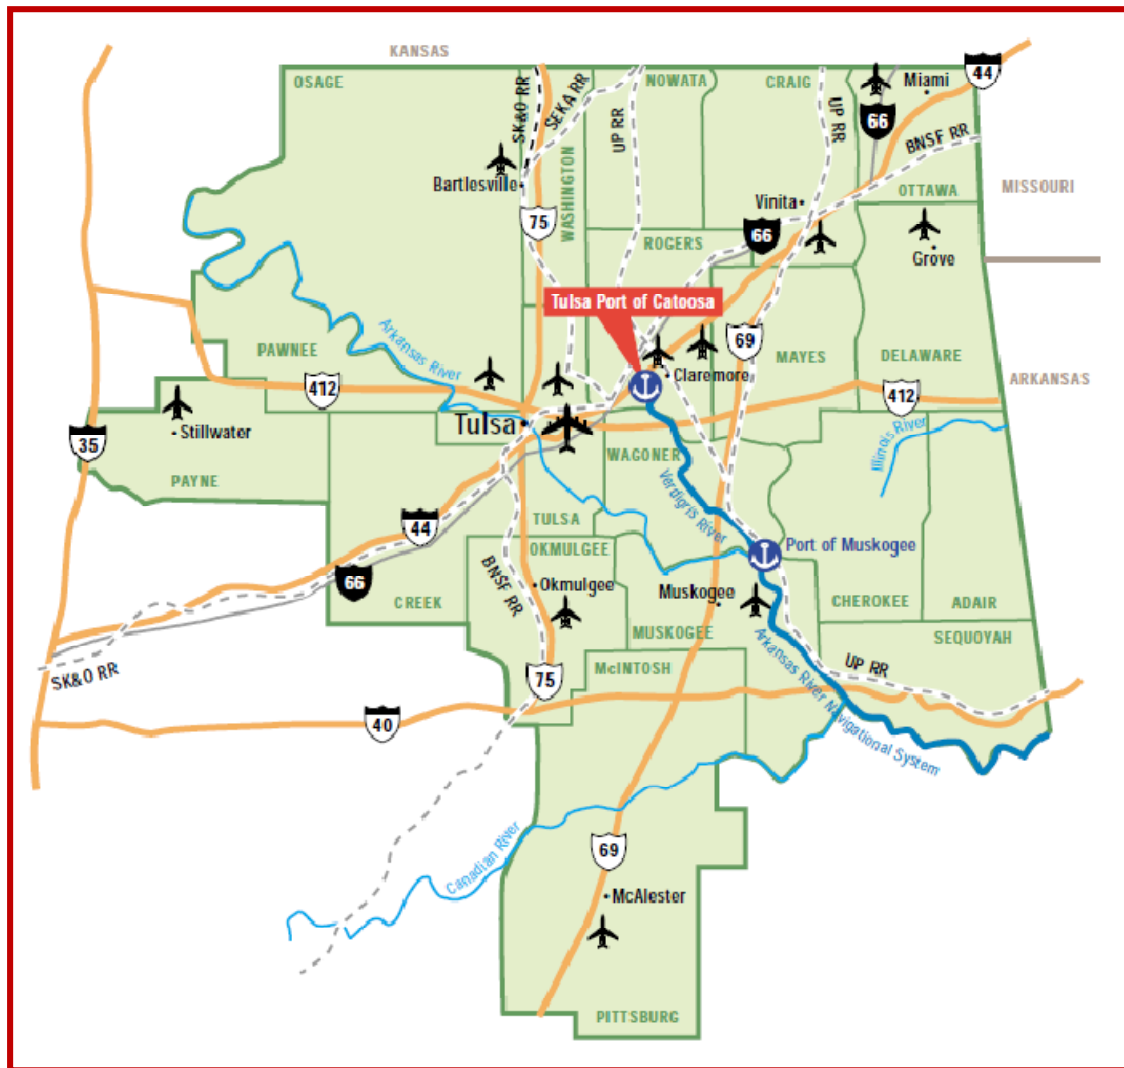 KANSAS
OSAGE
SK&O RR
SEKA RR
NOWATA
CRAIG
Miami
44
66
UP RR
UP RR
BNSF RR
Bartlesville
WASHINGTON
Vinita
OTTAWA
MISSOURI
75
66
ROGERS
Grove
Tulsa Port of Catoosa
Arkansas River
PAWNEE
69
MAYES
DELAWARE
Claremore
ARKANSAS
412
412
Stillwater
Tulsa
35
WAGONER
Illinois River
PAYNE
Verdigris River
44
TULSA
OKMULGEE
Port of Muskogee
66
BNSF RR
Okmulgee
Muskogee
CREEK
CHEROKEE
ADAIR
MUSKOGEE
SEQUOYAH
McINTOSH
UP RR
SK&O RR
75
Arkansas River Navigational System
40
Canadian River
69
McAlester
PITTSBURG